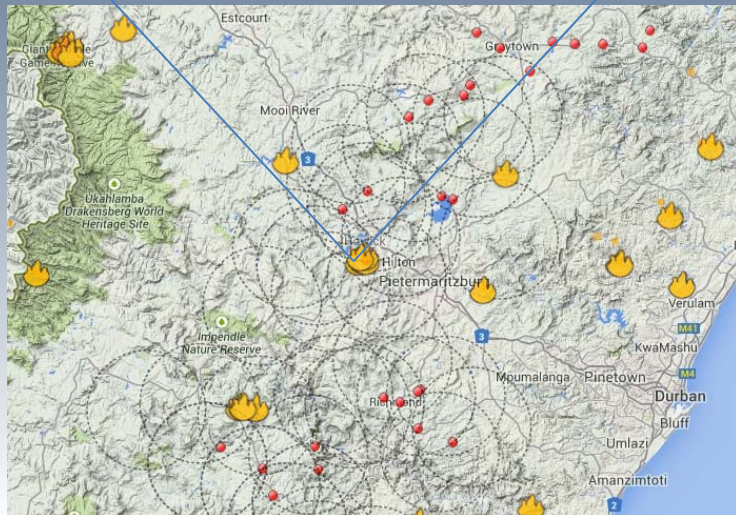 Estcourt
Greytown
Mooi River
3
Ukahlamba
Drakensberg World
Heritage Site
Hilton
Pietermaritzburg
Verulam
Impendle
Nature Reserve
3
M41
KwaMashu
Mpumalanga
Pinetown
M4
Durban
Richmond
Bluff
Umlazi
Amanzimtoti
2